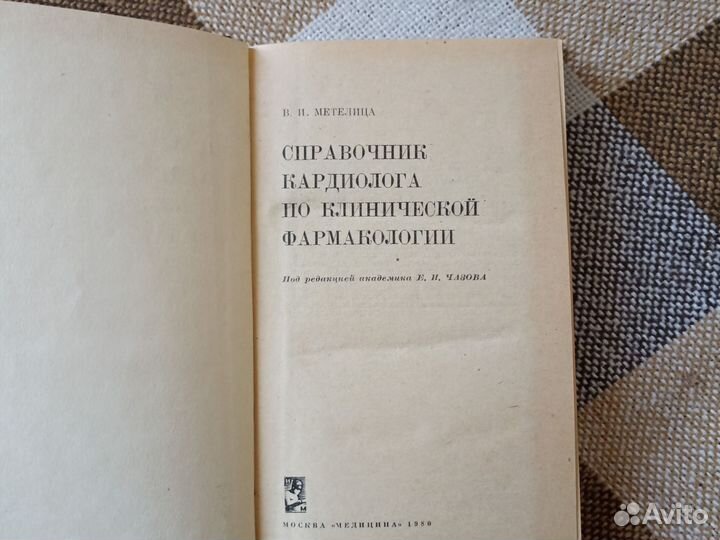 В. И. МЕТЕЛИЦА
СПРАВОЧНИК
КАРДИОЛОГА
ПО КЛИНИЧЕСКОЙ
ФАРМАКОЛОГИИ
Под редакцией академика Е. И. ЧАЗОВА
МОСКВА «МЕДИЦИНА» 1980
Avito